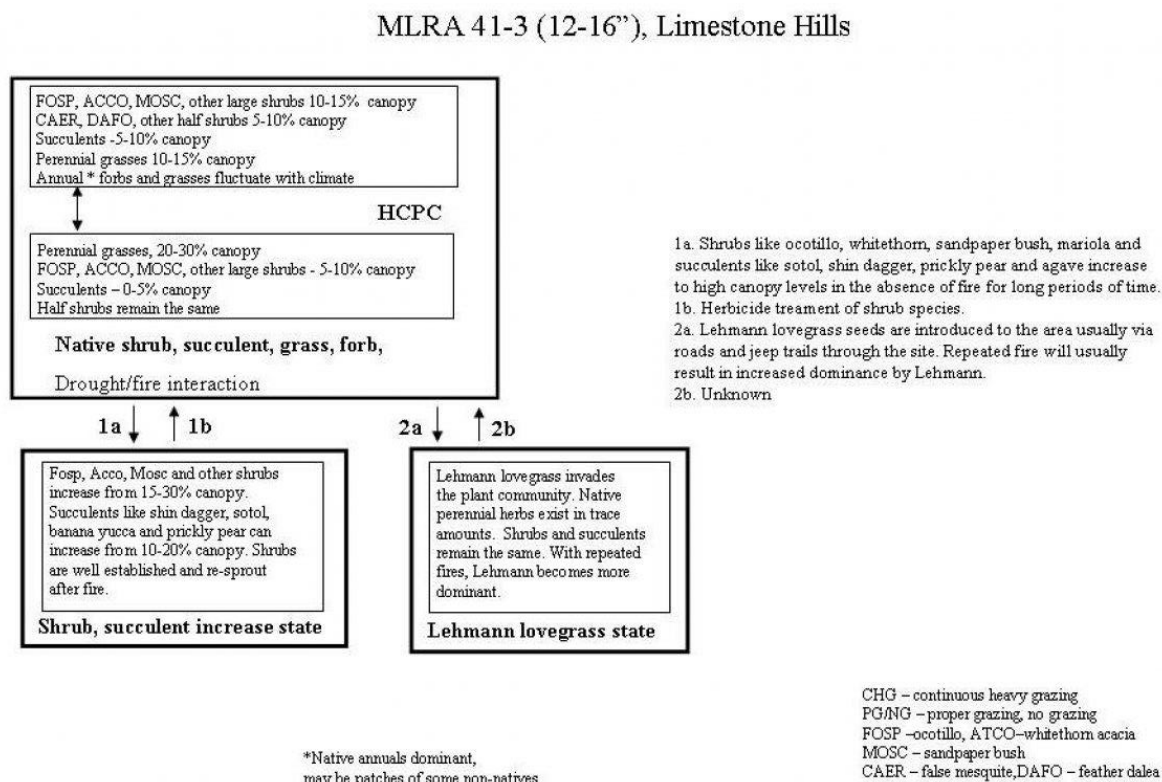 MLRA 41-3 (12-16”), Limestone Hills
FOSP, ACCO, MOSC, other large shrubs 10-15% canopy
CAER, DAFO, other half shrubs 5-10% canopy
Succulents -5-10% canopy
Perennial grasses 10-15% canopy
Annual * forbs and grasses fluctuate with climate
HCPC
Perennial grasses, 20-30% canopy
FOSP, ACCO, MOSC, other large shrubs - 5-10% canopy
Succulents – 0-5% canopy
Half shrubs remain the same
Native shrub, succulent, grass, forb,
Drought/fire interaction
1a. Shrubs like ocotillo, whitethorn, sandpaper bush, mariola and
succulents like sotol, shin dagger, prickly pear and agave increase
to high canopy levels in the absence of fire for long periods of time.
1b. Herbicide treament of shrub species.
2a. Lehmann lovegrass seeds are introduced to the area usually via
roads and jeep trails through the site. Repeated fire will usually
result in increased dominance by Lehmann.
2b. Unknown
1a
1b
2a
2b
Fosp, Acco, Mosc and other shrubs
increase from 15-30% canopy.
Succulents like shin dagger, sotol,
banana yucca and prickly pear can
increase from 10-20% canopy. Shrubs
are well established and re-sprout
after fire.
Shrub, succulent increase state
Lehmann lovegrass invades
the plant community. Native
perennial herbs exist in trace
amounts. Shrubs and succulents
remain the same. With repeated
fires, Lehmann becomes more
dominant.
Lehmann lovegrass state
*Native annuals dominant,
may be patches of some non-natives
CHG – continuous heavy grazing
PG/NG – proper grazing, no grazing
FOSP –ocotillo, ATCO–whitethorn acacia
MOSC – sandpaper bush
CAER – false mesquite,DAFO – feather dalea